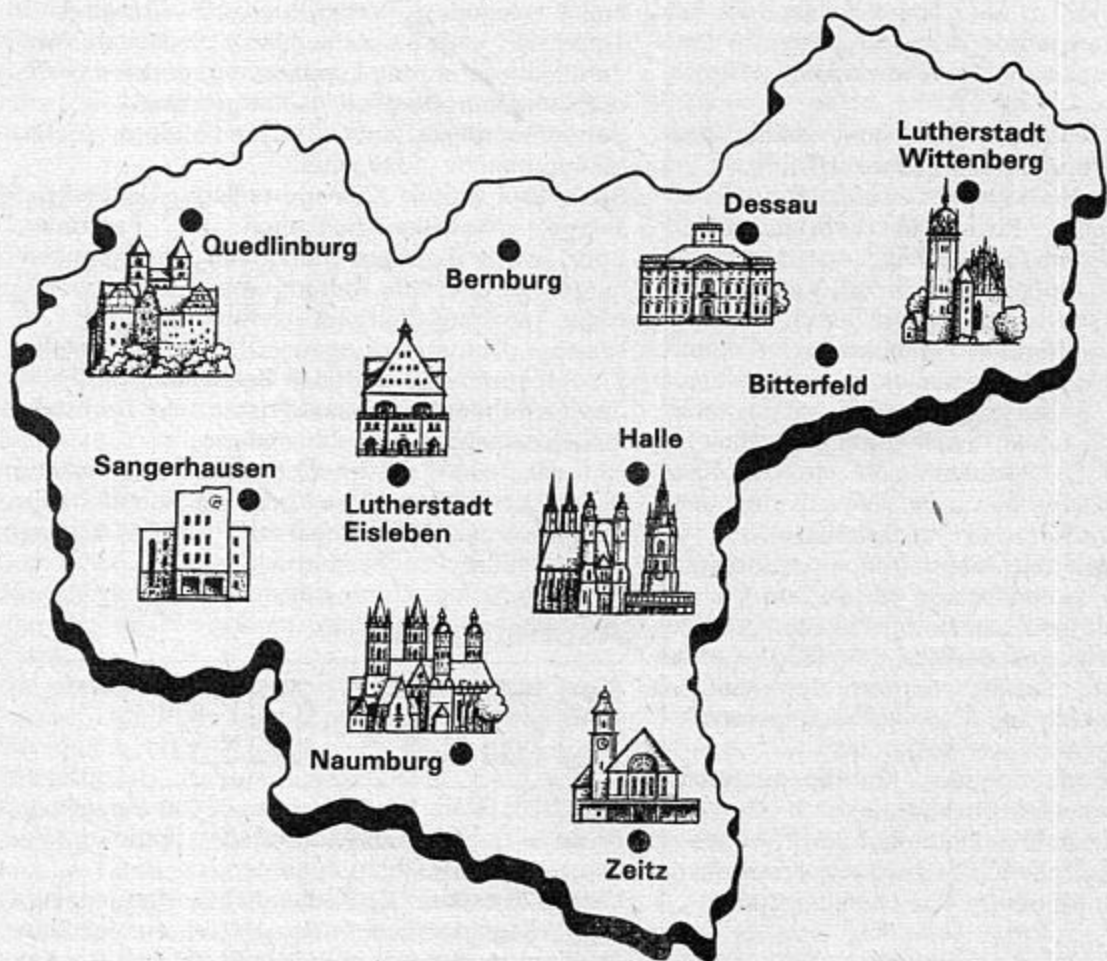 Lutherstadt
Wittenberg
Dessau
Quedlinburg
Bernburg
Bitterfeld
Halle
Sangerhausen
Lutherstadt
Eisleben
Naumburg
Zeitz